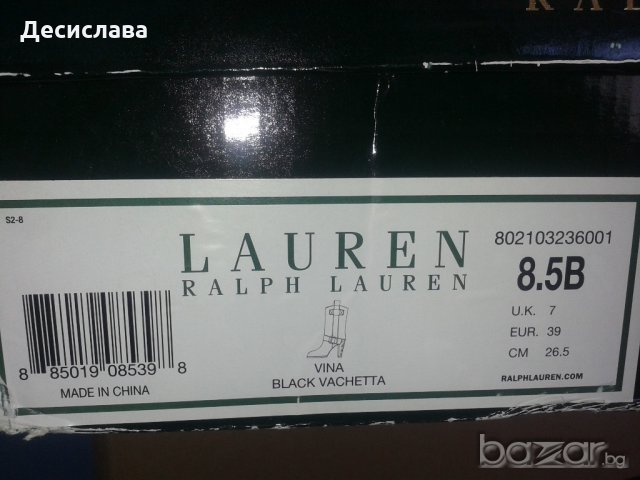 Десислава
RAL
S2-8
LAUREN
RALPH LAUREN
802103236001
8.5B
U.K. 7
EUR. 39
CM 26.5
RALPHLAUREN.COM
VINA
BLACK VACHETTA
8 85019 08539 8
MADE IN CHINA
bazar.bg